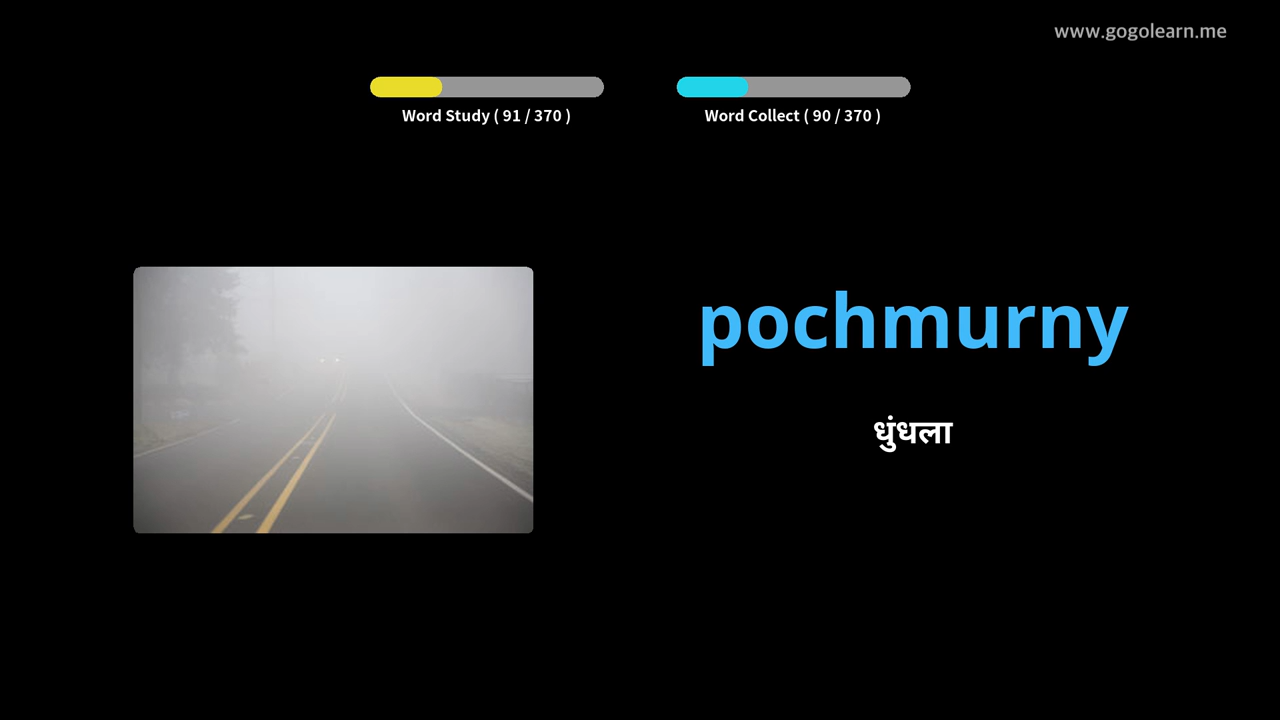 www.gogolearn.me
Word Study ( 91 / 370 )
Word Collect ( 90 / 370 )
pochmurny
धुंधला